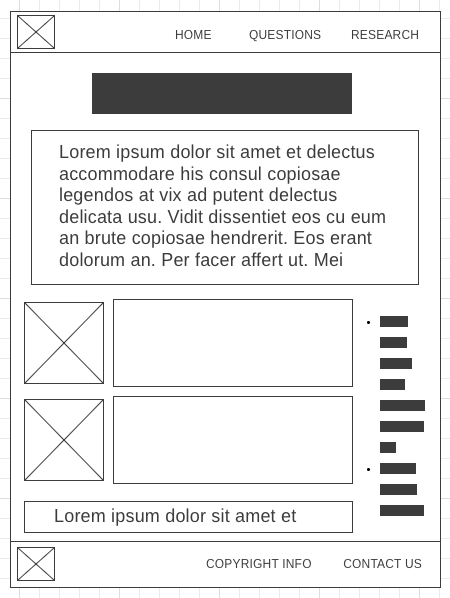 HOME QUESTIONS RESEARCH
Lorem ipsum dolor sit amet et delectus
accommodare his consul copiosae
legendos at vix ad putent delectus
delicata usu. Vidit dissentiet eos cu eum
an brute copiosae hendrerit. Eos erant
dolorum an. Per facer affert ut. Mei
Lorem ipsum dolor sit amet et
COPYRIGHT INFO CONTACT US